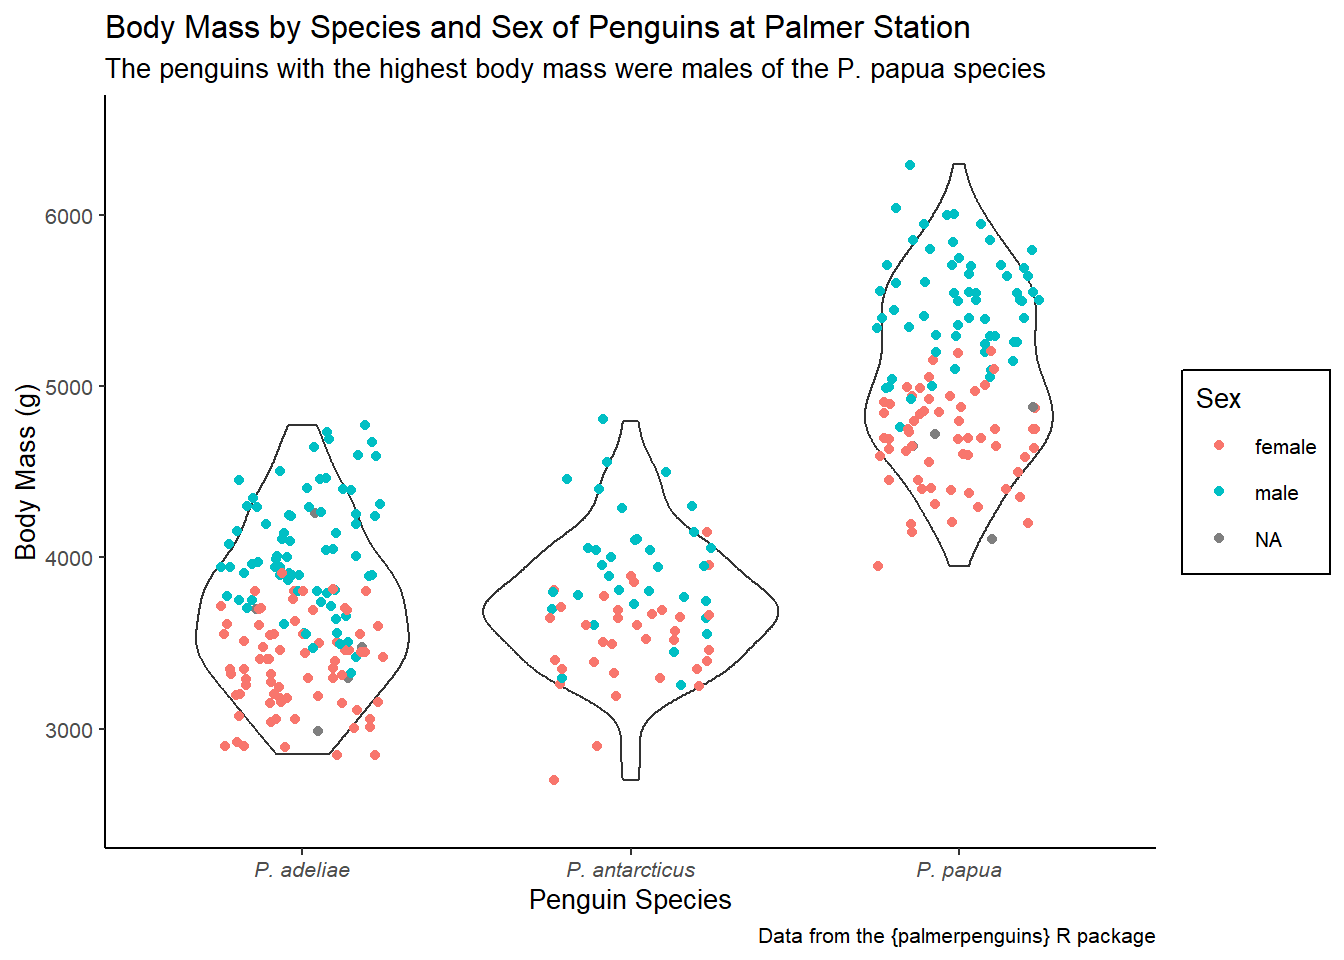 Body Mass by Species and Sex of Penguins at Palmer Station
The penguins with the highest body mass were males of the P. papua species
Body Mass (g)
6000
5000
4000
3000
P. adeliae
P. antarcticus
P. papua
Penguin Species
Data from the {palmerpenguins} R package
Sex
female
male
NA